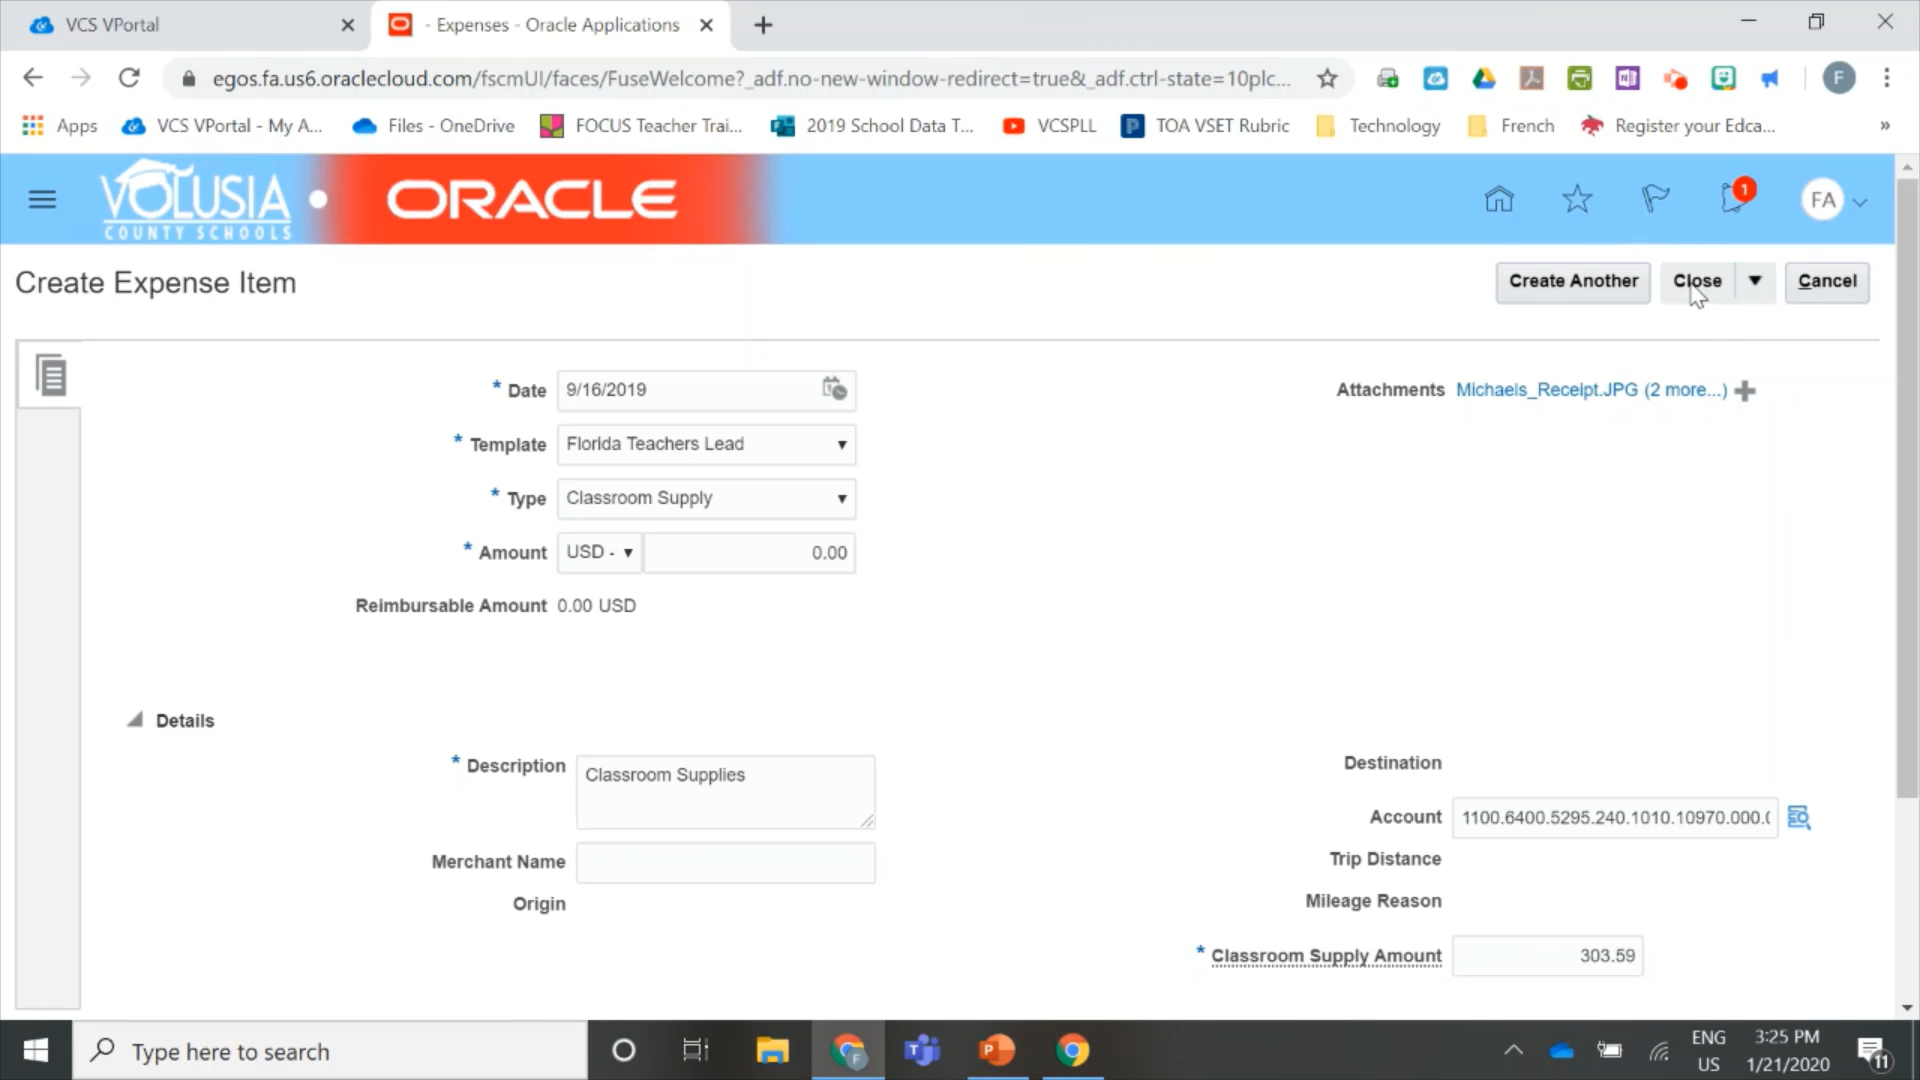 VCS VPortal
- Expenses - Oracle Applications
egos.fa.us6.oraclecloud.com/fscmUI/faces/FuseWelcome?_adf.no-new-window-redirect=true&_adf.ctrl-state=10plc...
F
Apps
VCS VPortal - My A...
Files - OneDrive
FOCUS Teacher Trai...
2019 School Data T...
VCSPLL
TOA VSET Rubric
Technology
French
Register your Edca...
»
VOLUSIA
COUNTY SCHOOLS
ORACLE
1
FA
Create Expense Item
Create Another
Close
Cancel
* Date 9/16/2019
Attachments Michaels_Receipt.JPG (2 more...)
* Template Florida Teachers Lead
* Type Classroom Supply
* Amount USD - 0.00
Reimbursable Amount 0.00 USD
Details
* Description Classroom Supplies
Destination
Account 1100.6400.5295.240.1010.10970.000.(
Merchant Name
Trip Distance
Origin
Mileage Reason
* Classroom Supply Amount 303.59
Type here to search
ENG
US
3:25 PM
1/21/2020
11